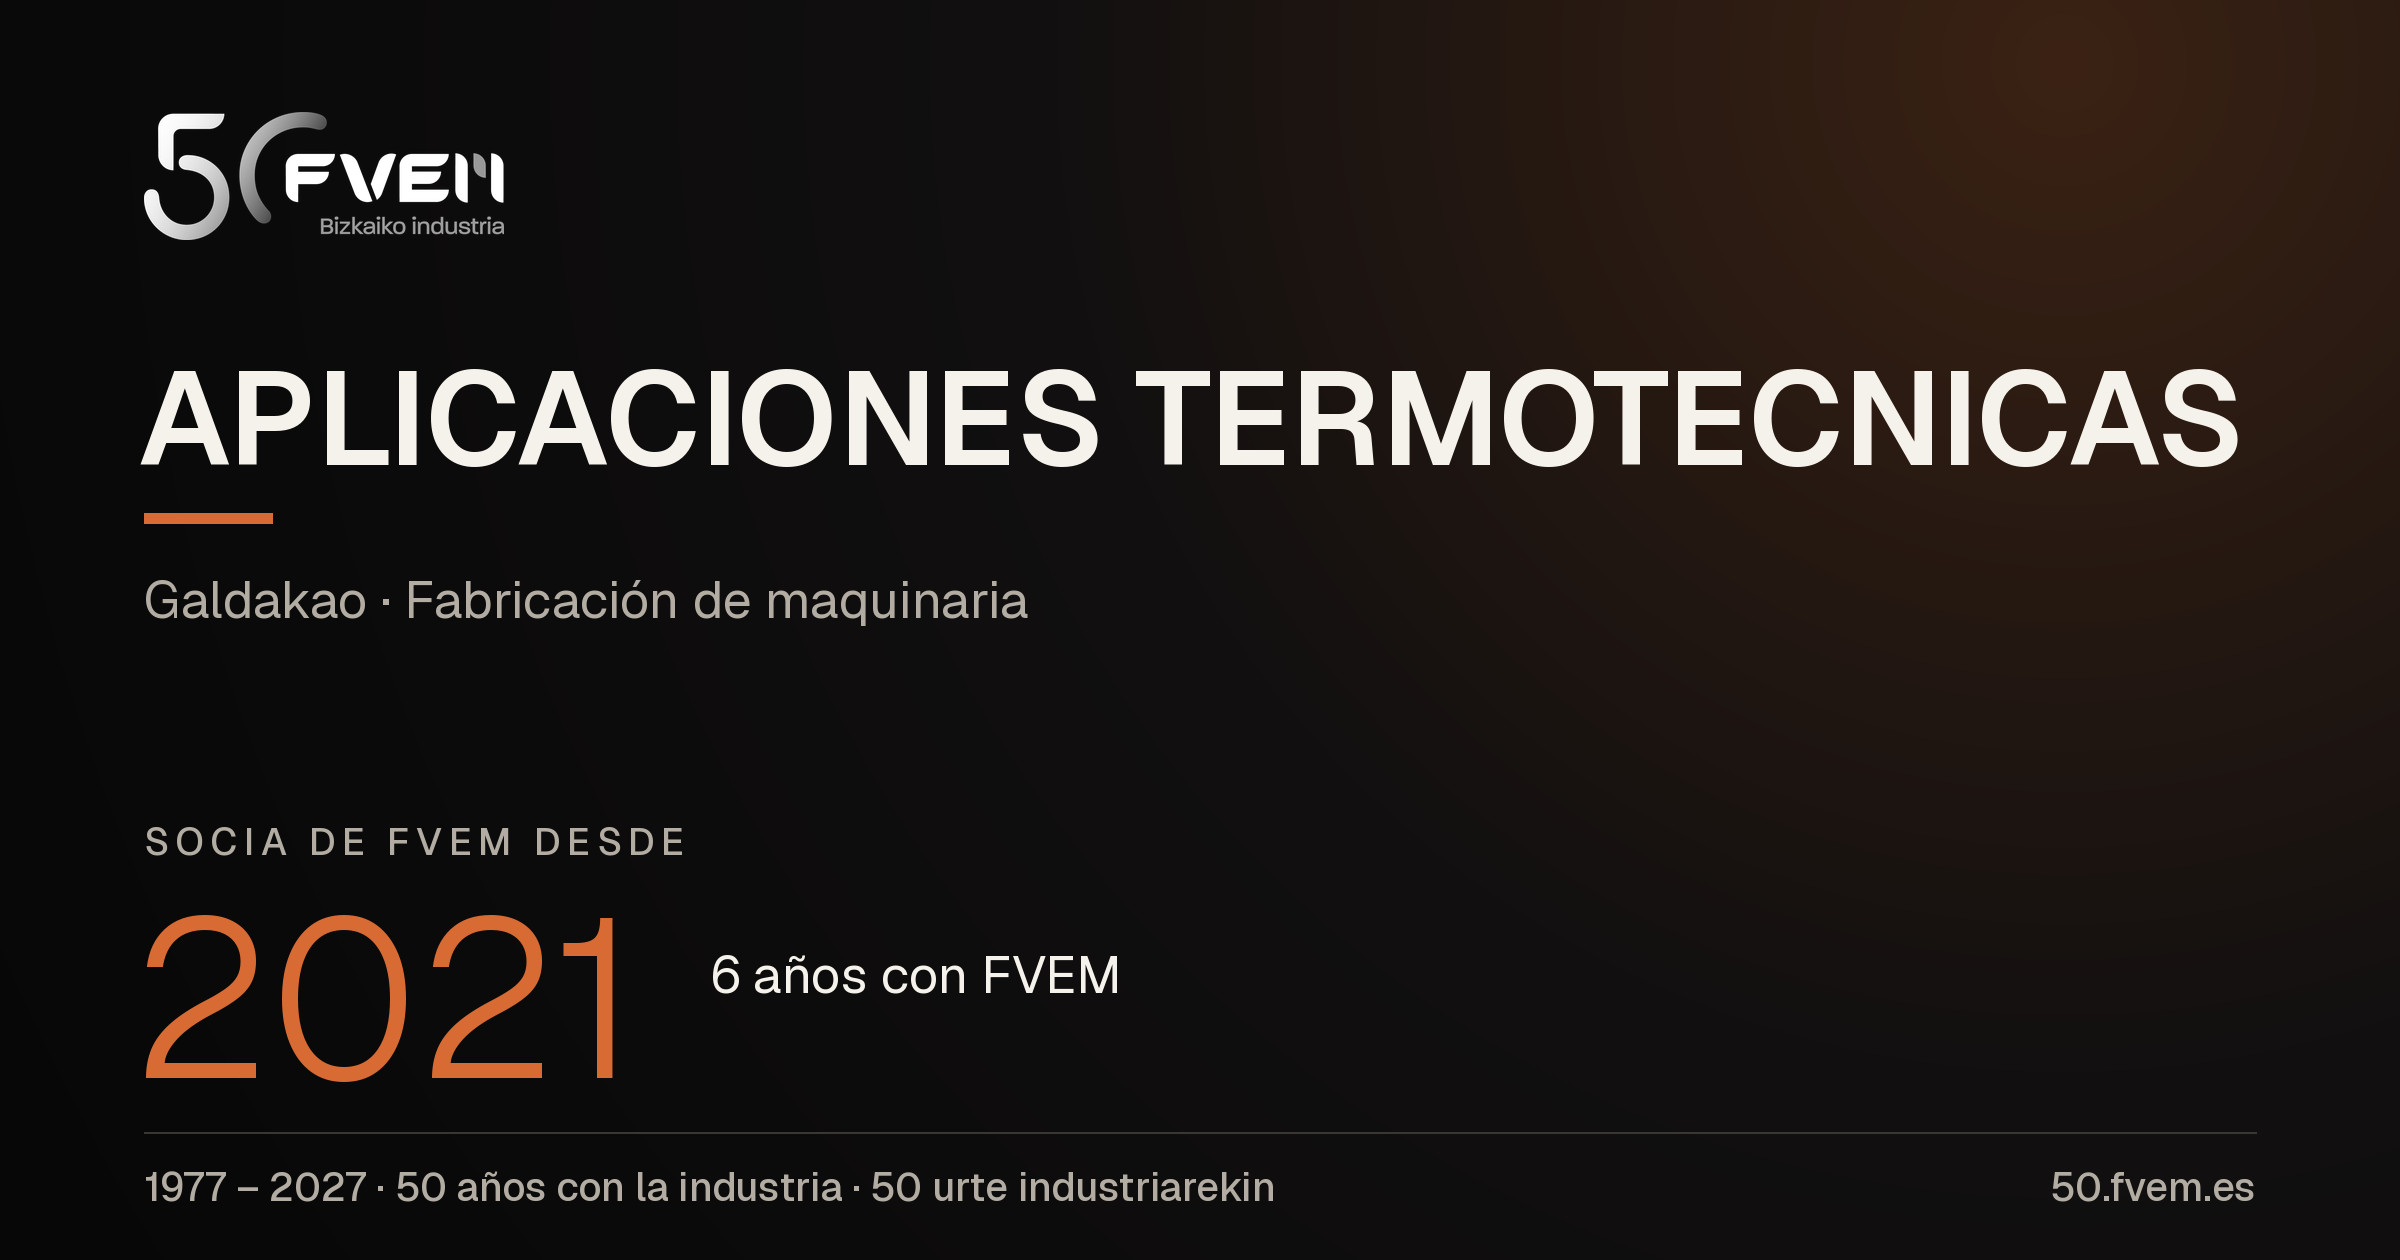 50 FVEM
Bizkaiko industria
APLICACIONES TERMOTECNICAS
Galdakao · Fabricación de maquinaria
SOCIA DE FVEM DESDE
2021
6 años con FVEM
1977 – 2027 · 50 años con la industria · 50 urte industriarekin
50.fvem.es